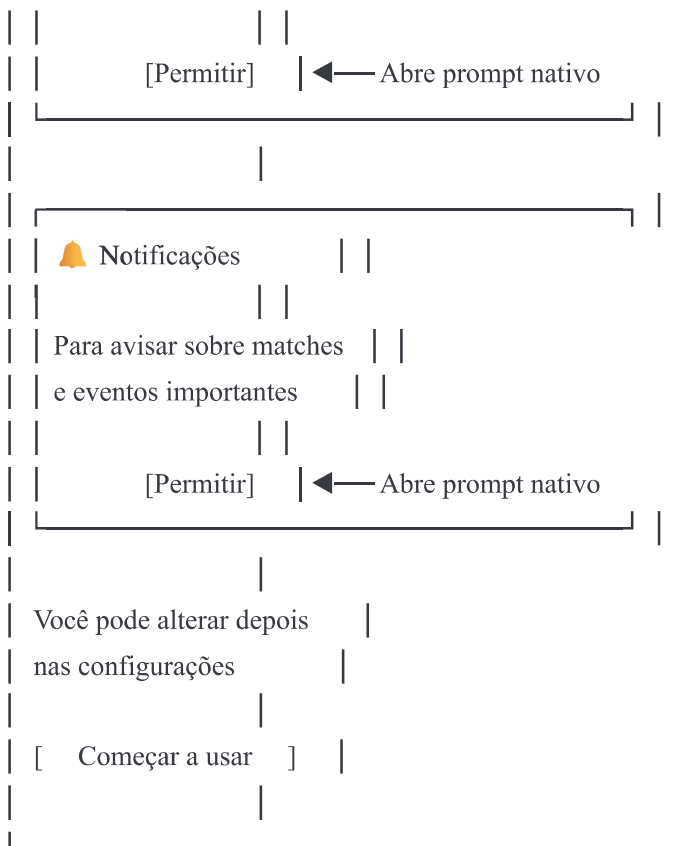 [Permitir] ◄── Abre prompt nativo
🔔 Notificações
Para avisar sobre matches
e eventos importantes
[Permitir] ◄── Abre prompt nativo
Você pode alterar depois
nas configurações
[ Começar a usar ]